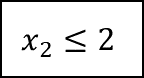 x₂ ≤ 2